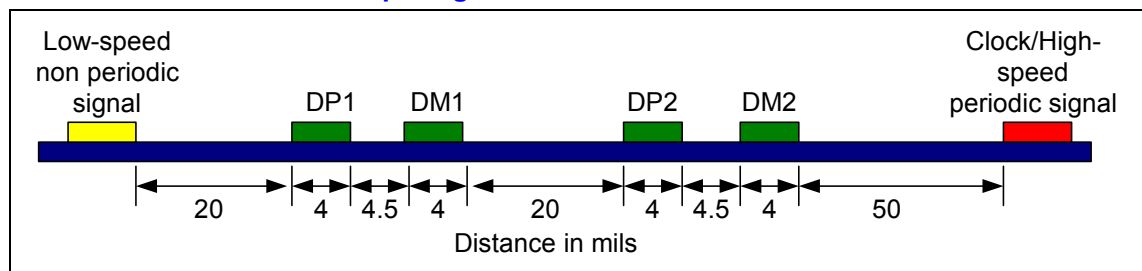 Low-speed
non periodic
signal
DP1
DM1
DP2
DM2
Clock/High-
speed
periodic signal
20
4
4.5
4
20
4
4.5
4
50
Distance in mils